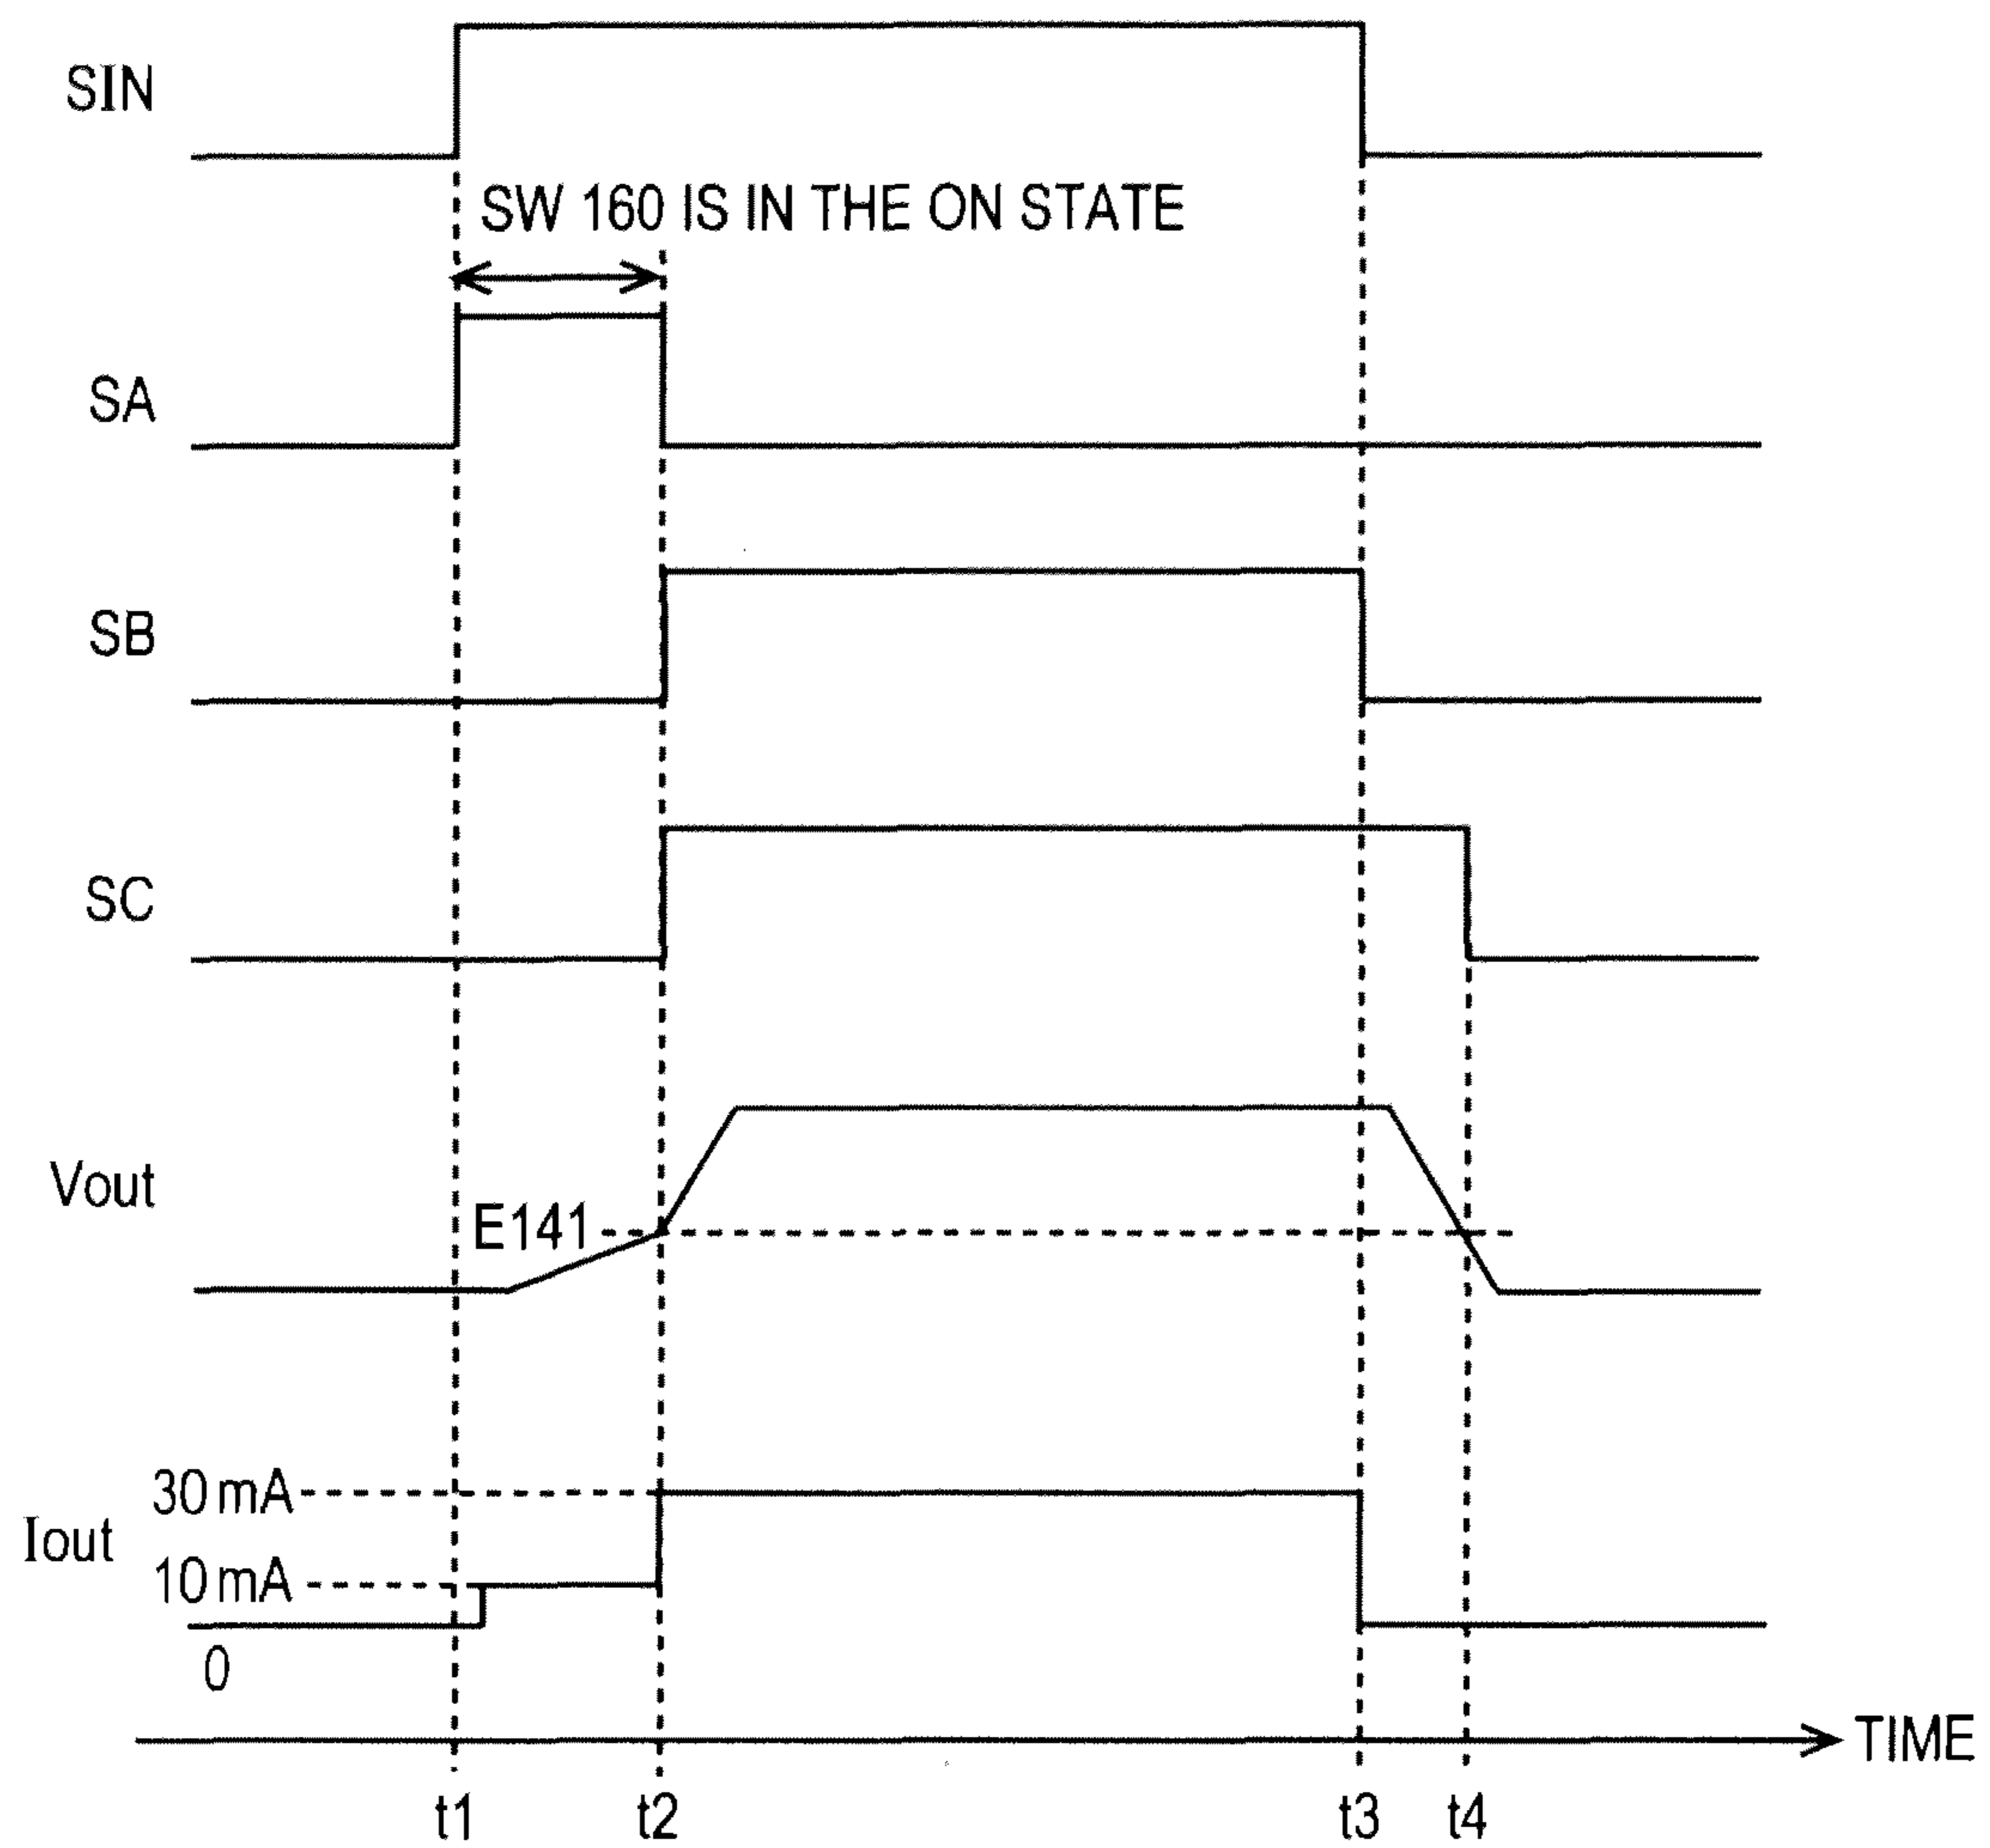 SIN
SW 160 IS IN THE ON STATE
SA
SB
SC
Vout
E141
30 mA
Iout
10 mA
0
TIME
t1 t2 t3 t4